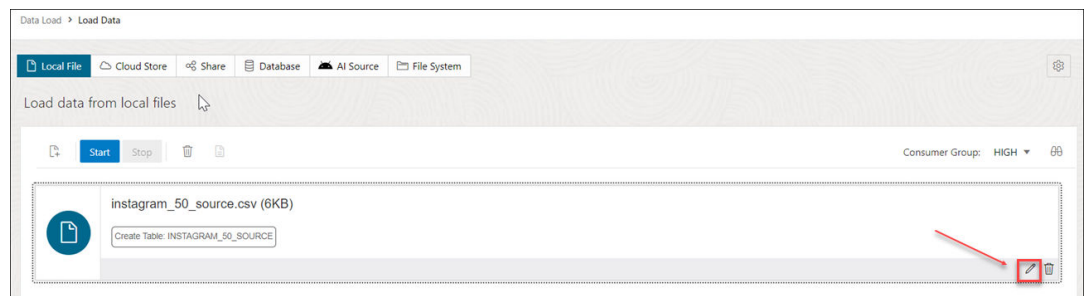 Data Load > Load Data
Local File Cloud Store Share Database AI Source File System
Load data from local files
Start Stop Consumer Group: HIGH
instagram_50_source.csv (6KB)
Create Table: INSTAGRAM_50_SOURCE